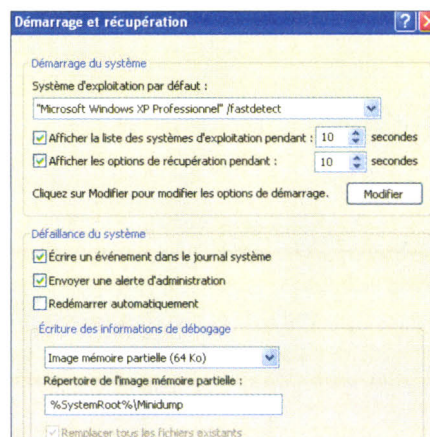 Démarrage et récupération
Démarrage du système
Système d'exploitation par défaut :
"Microsoft Windows XP Professionnel" /fastdetect
Afficher la liste des systèmes d'exploitation pendant : 10 secondes
Afficher les options de récupération pendant : 10 secondes
Cliquez sur Modifier pour modifier les options de démarrage. Modifier
Défaillance du système
Écrire un événement dans le journal système
Envoyer une alerte d'administration
Redémarrer automatiquement
Écriture des informations de débogage
Image mémoire partielle (64 Ko)
Répertoire de l'image mémoire partielle :
%SystemRoot%\Minidump
Remplacer tous les fichiers existants